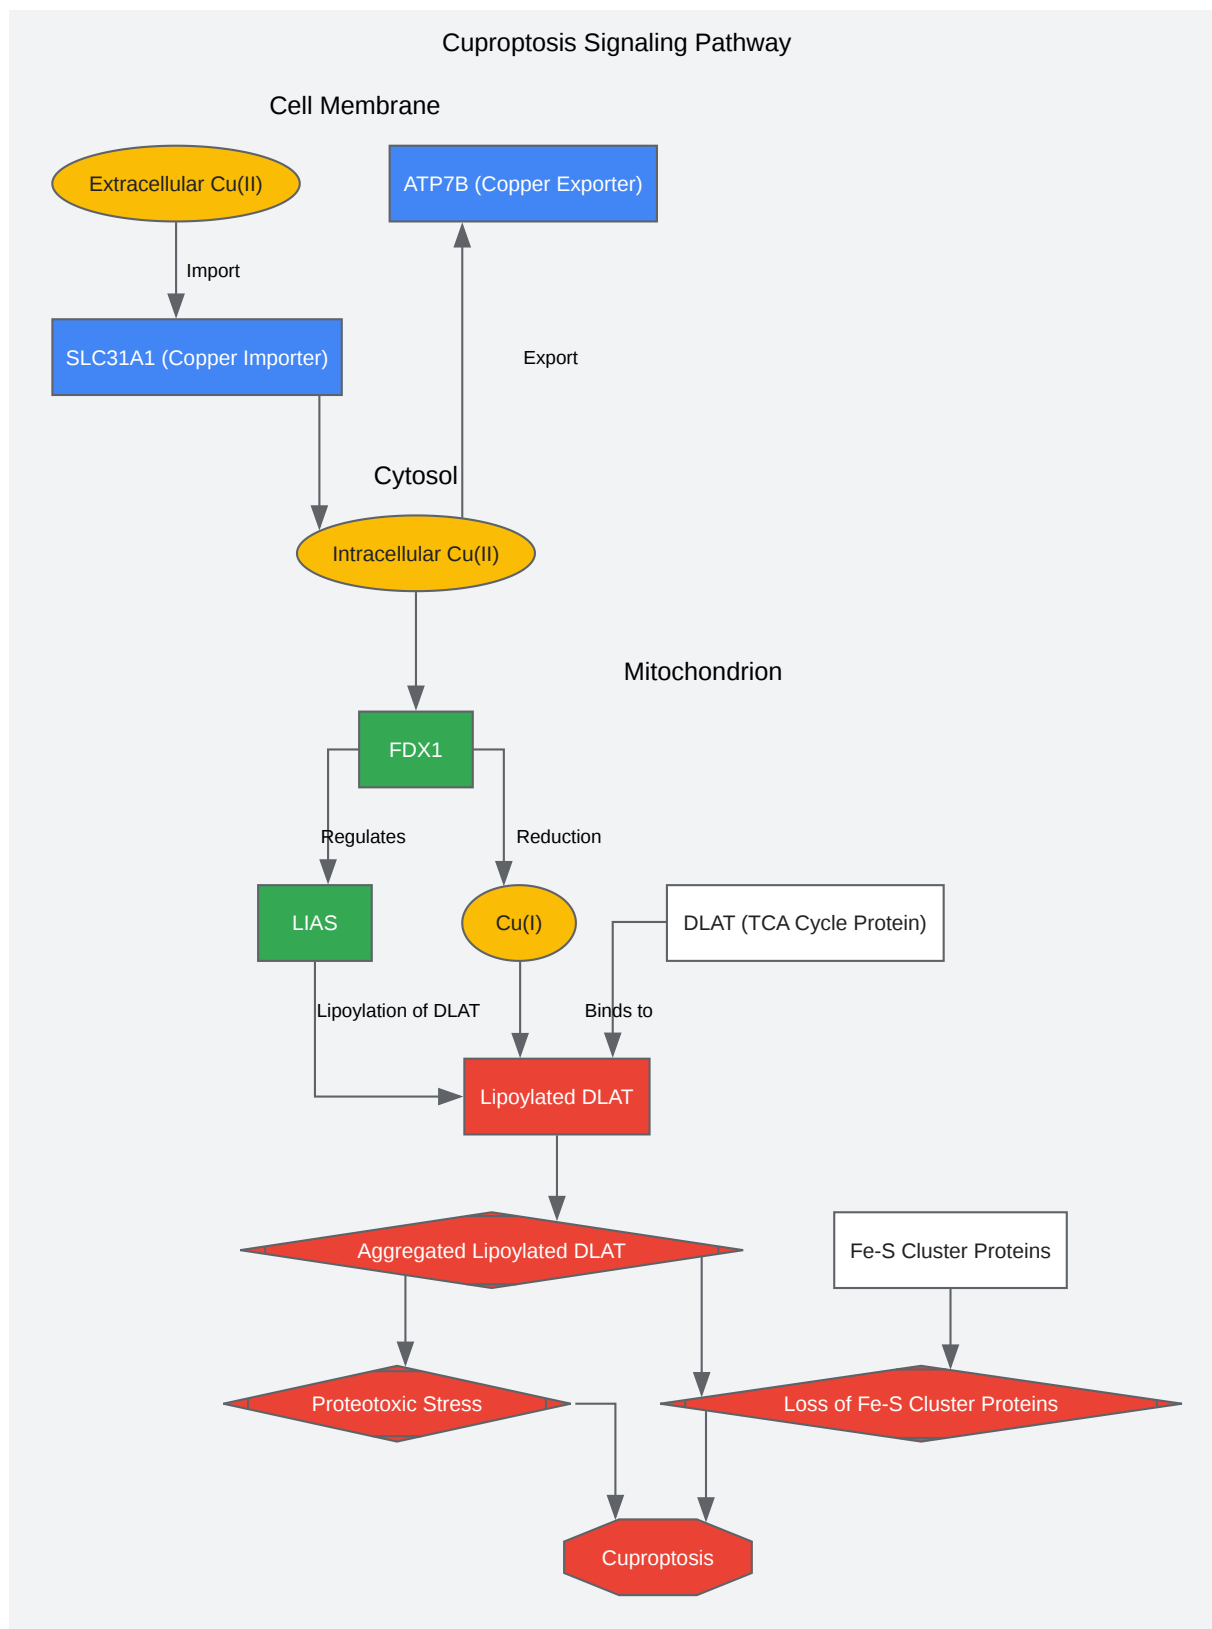 Cuproptosis Signaling Pathway
Cell Membrane
Extracellular Cu(II)
ATP7B (Copper Exporter)
Import
SLC31A1 (Copper Importer)
Export
Cytosol
Intracellular Cu(II)
Mitochondrion
FDX1
Regulates
Reduction
LIAS
Cu(I)
DLAT (TCA Cycle Protein)
Lipoylation of DLAT
Binds to
Lipoylated DLAT
Aggregated Lipoylated DLAT
Fe-S Cluster Proteins
Proteotoxic Stress
Loss of Fe-S Cluster Proteins
Cuproptosis